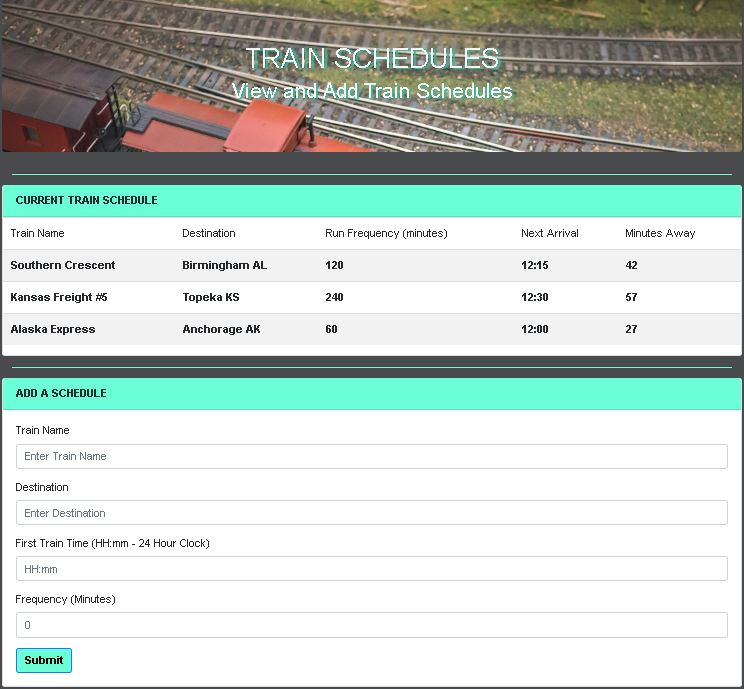 TRAIN SCHEDULES
View and Add Train Schedules
CURRENT TRAIN SCHEDULE
Train Name Destination Run Frequency (minutes) Next Arrival Minutes Away
Southern Crescent Birmingham AL 120 12:15 42
Kansas Freight #5 Topeka KS 240 12:30 57
Alaska Express Anchorage AK 60 12:00 27
ADD A SCHEDULE
Train Name
Enter Train Name
Destination
Enter Destination
First Train Time (HH:mm - 24 Hour Clock)
HH:mm
Frequency (Minutes)
0
Submit